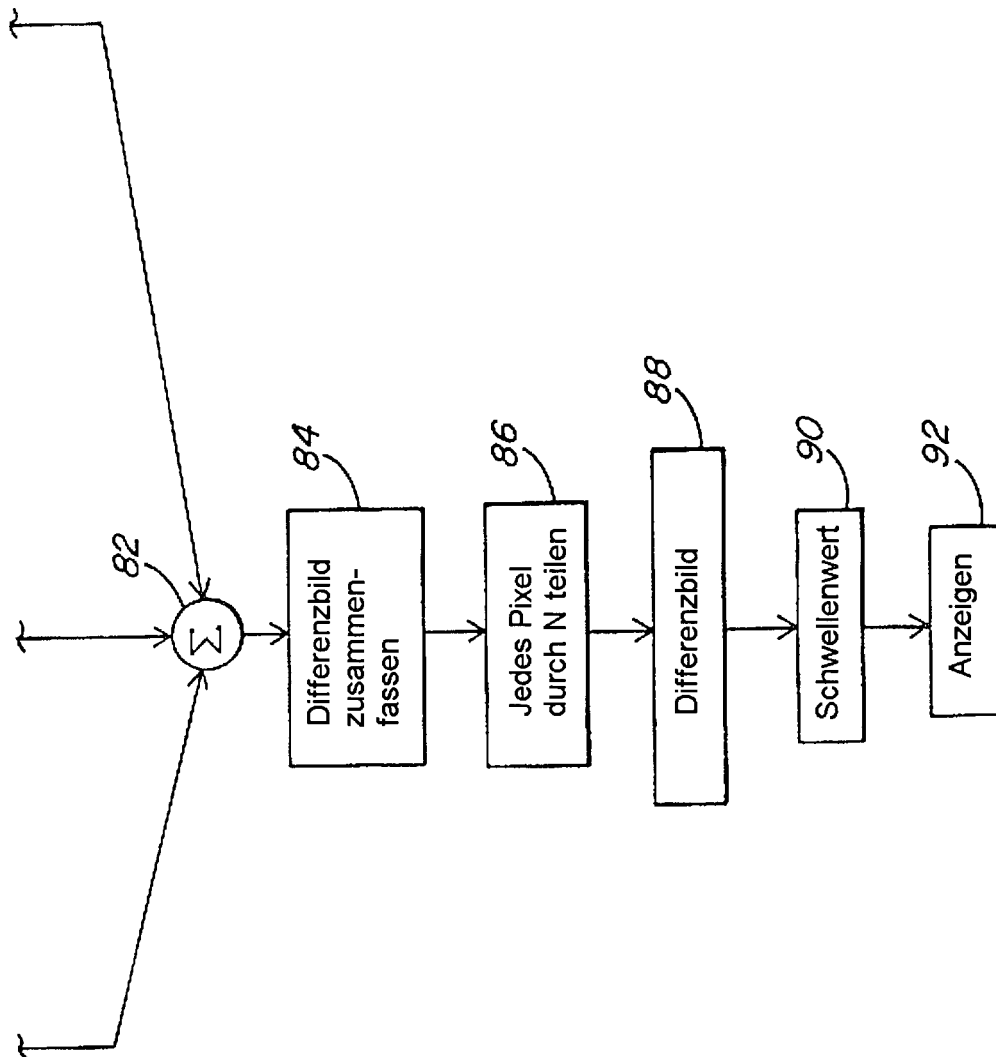 82
Σ
Differenzbild
zusammen-
fassen
84
Jedes Pixel
durch N teilen
86
Differenzbild
88
Schwellenwert
90
Anzeigen
92